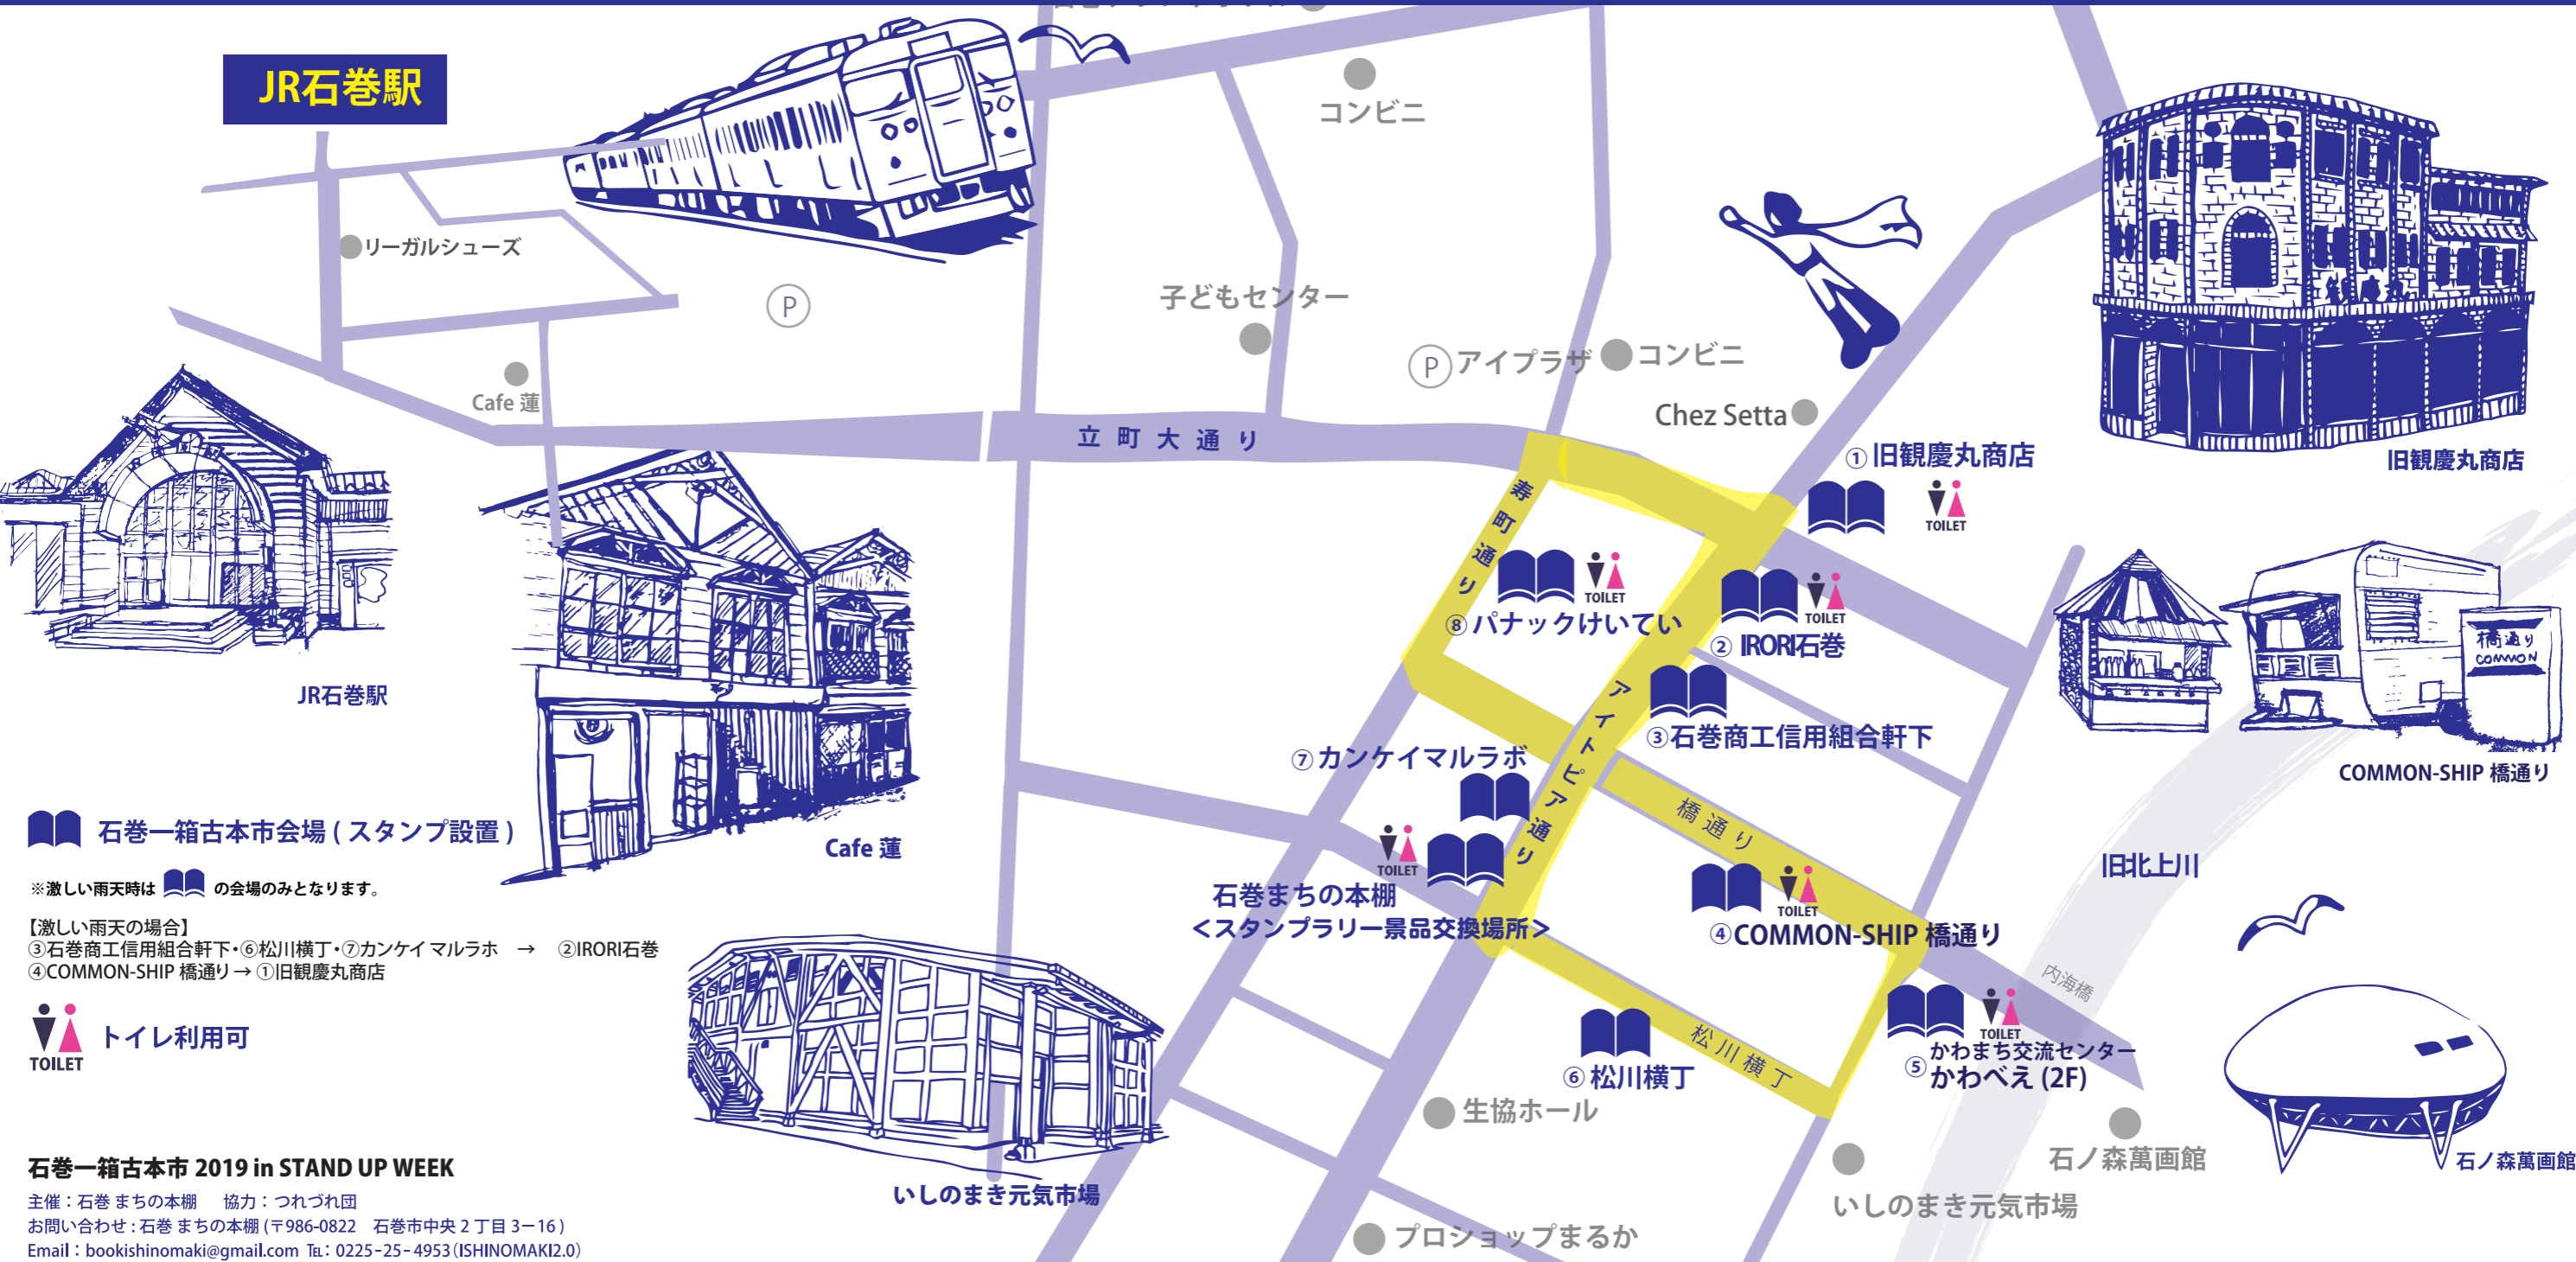 JR石巻駅
コンビニ
リーガルシューズ
P
子どもセンター
P アイプラザ
コンビニ
Cafe 蓮
Chez Setta
立町大通り
①旧観慶丸商店
TOILET
観慶丸
旧観慶丸商店
寿町通り
TOILET
⑧パナックけいてい
TOILET
②IRORI石巻
JR石巻駅
アイトピア通り
③石巻商工信用組合軒下
橋通り
COMMON
COMMON-SHIP 橋通り
⑦カンケイマルラボ
橋通り
Cafe 蓮
旧北上川
石巻一箱古本市会場 ( スタンプ設置 )
※激しい雨天時は の会場のみとなります。
TOILET
石巻まちの本棚
＜スタンプラリー景品交換場所＞
TOILET
④COMMON-SHIP 橋通り
【激しい雨天の場合】
③石巻商工信用組合軒下・⑥松川横丁・⑦カンケイマルラホ → ②IRORI石巻
④COMMON-SHIP 橋通り → ①旧観慶丸商店
内海橋
TOILET
トイレ利用可
TOILET
⑤かわまち交流センター
かわべえ (2F)
松川横丁
⑥松川横丁
生協ホール
石ノ森萬画館
石ノ森萬画館
いしのまき元気市場
いしのまき元気市場
プロショップまるか
石巻一箱古本市 2019 in STAND UP WEEK
主催：石巻 まちの本棚 協力：つれづれ団
お問い合わせ : 石巻 まちの本棚 (〒986-0822 石巻市中央 2 丁目 3ー16 )
Email：bookishinomaki@gmail.com ℡：0225-25-4953（ISHINOMAKI2.0）